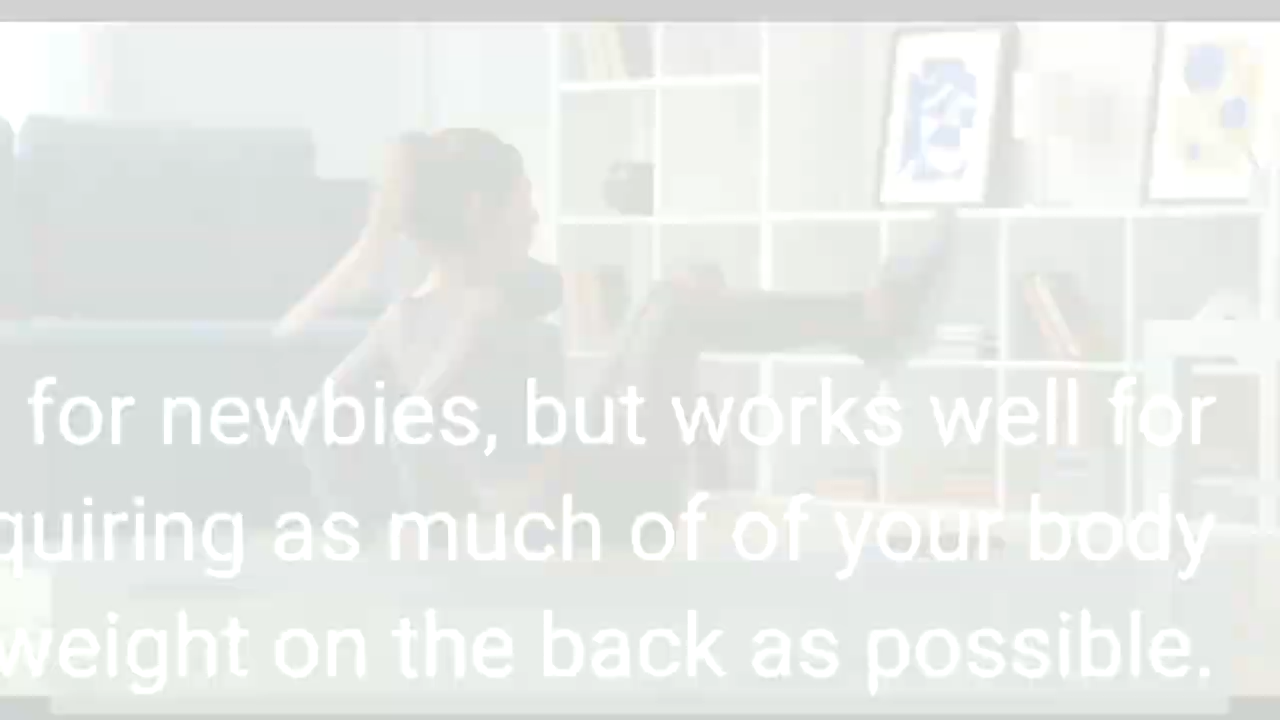 for newbies, but works well for
quiring as much of of your body
weight on the back as possible.